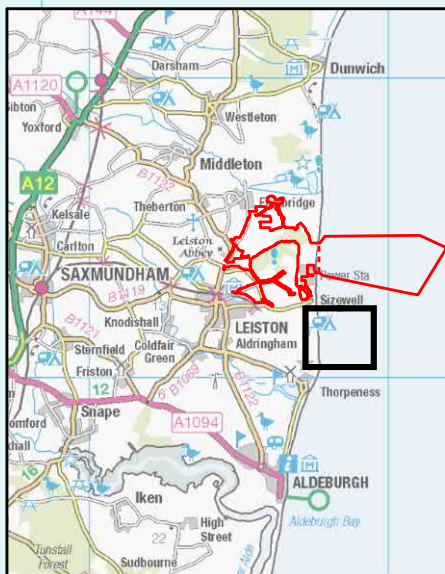 Darsham
Dunwich
A1120
Yoxford
Westleton
Middleton
A12
B1122
Theberton
Kelsale
Carlton
Leiston
Abbey
SAXMUNDHAM
B1119
Power Sta
Sizewell
B1121
Knodishall
LEISTON
Sternfield
Coldfair
Green
Aldringham
Friston
12
B1069
B1122
6
Thorpeness
Snape
A1094
16
i
ALDEBURGH
Iken
High
Street
22
Aldeburgh Bay
Tunstall
Forest
Sudbourne